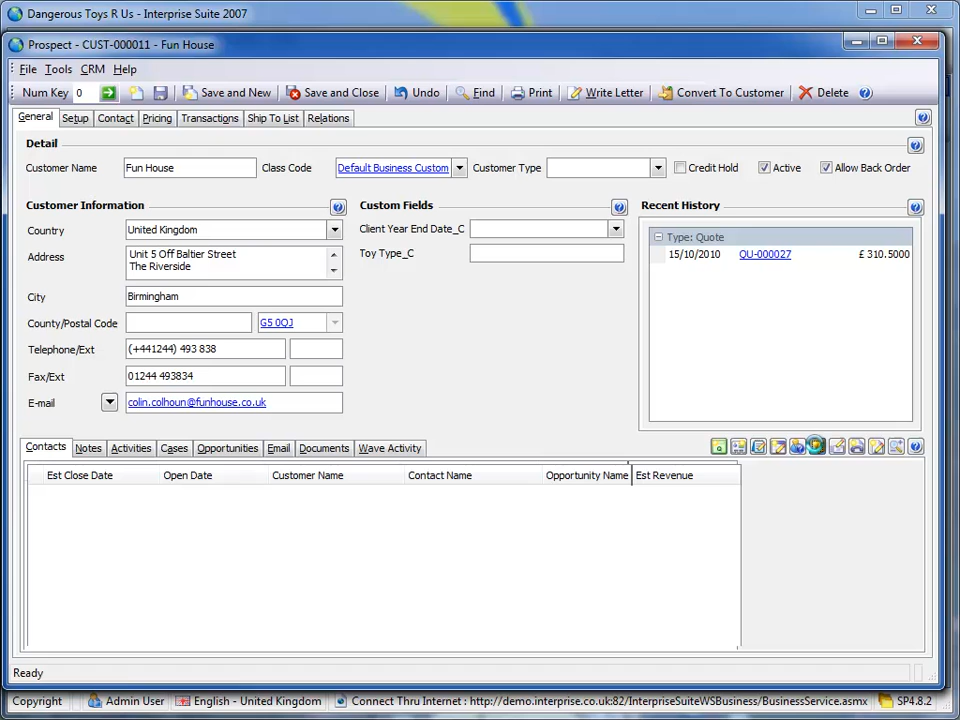 Dangerous Toys R Us - Interprise Suite 2007
Prospect - CUST-000011 - Fun House
File Tools CRM Help
Num Key 0 Save and New Save and Close Undo Find Print Write Letter Convert To Customer Delete
General Setup Contact Pricing Transactions Ship To List Relations
Detail
Customer Name Fun House Class Code Default Business Custom Customer Type Credit Hold Active Allow Back Order
Customer Information Custom Fields Recent History
Country United Kingdom Client Year End Date_C Type: Quote
Address Unit 5 Off Baltier Street Toy Type_C 15/10/2010 QU-000027 £ 310.5000
The Riverside
City Birmingham
County/Postal Code G5 0QJ
Telephone/Ext (+441244) 493 838
Fax/Ext 01244 493834
E-mail colin.colhoun@funhouse.co.uk
Contacts Notes Activities Cases Opportunities Email Documents Wave Activity
Est Close Date Open Date Customer Name Contact Name Opportunity Name Est Revenue
Ready
Copyright Admin User English - United Kingdom Connect Thru Internet : http://demo.interprise.co.uk:82/InterpriseSuiteWSBusiness/BusinessService.asmx SP4.8.2